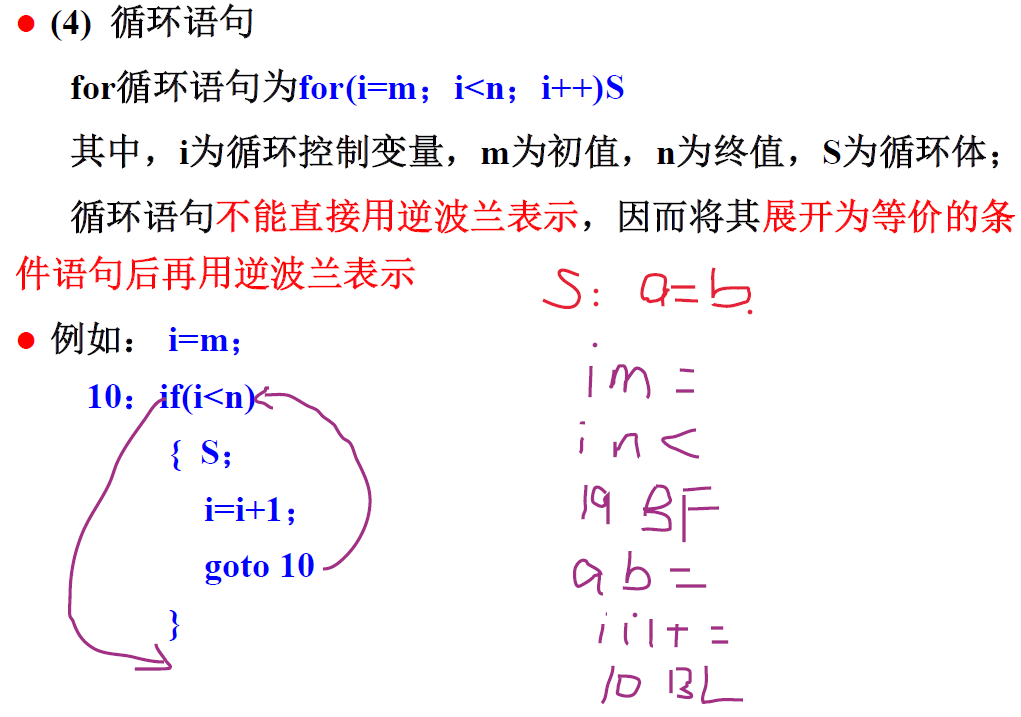 (4) 循环语句
for循环语句为for(i=m；i<n；i++)S
其中，i为循环控制变量，m为初值，n为终值，S为循环体；
循环语句不能直接用逆波兰表示，因而将其展开为等价的条
件语句后再用逆波兰表示
S: a=b.
例如： i=m；
i m =
10：if(i<n)
i n <
{ S；
19 BF
i=i+1；
a b =
goto 10
i i 1 + =
}
10 BL